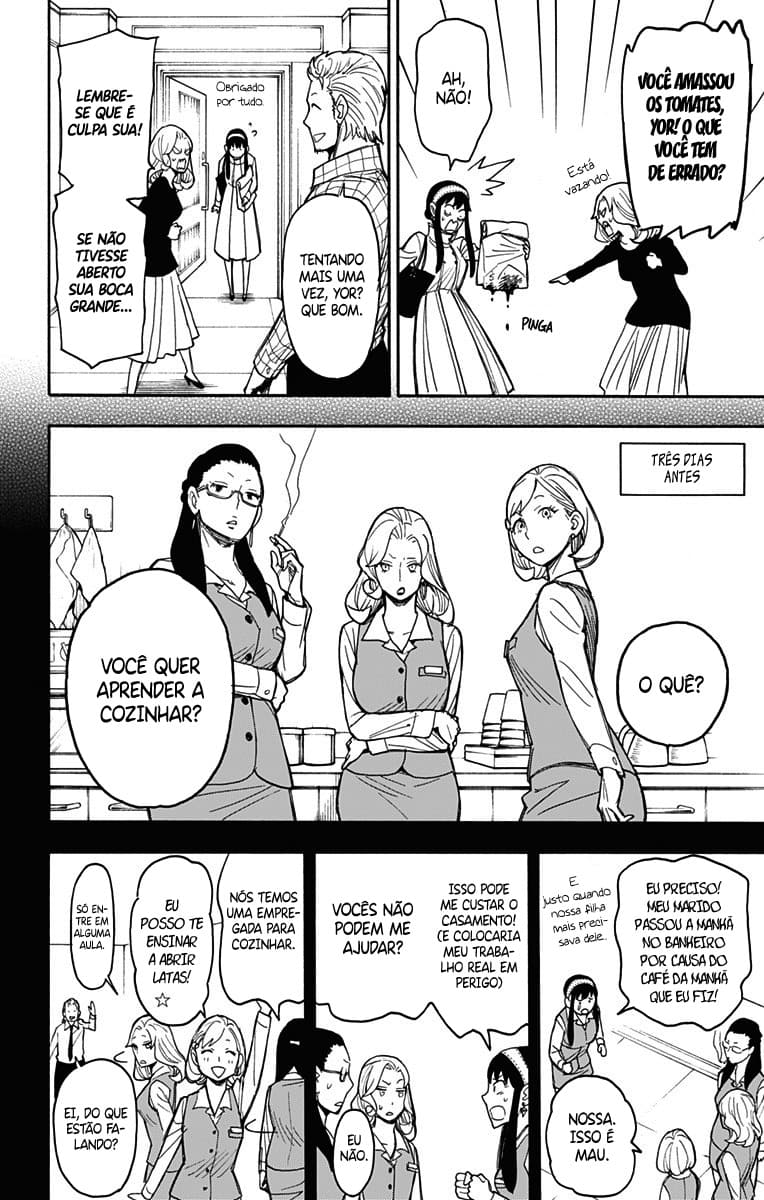 VOCÊ AMASSOU
OS TOMATES,
YOR! O QUE
VOCÊ TEM
DE ERRADO?
AH,
NÃO!
Está
vazando!
PINGA
Obrigado
por tudo.
LEMBRE-
SE QUE É
CULPA SUA!
TENTANDO
MAIS UMA
VEZ, YOR?
QUE BOM.
SE NÃO
TIVESSE
ABERTO
SUA BOCA
GRANDE...
TRÊS DIAS
ANTES
O QUÊ?
VOCÊ QUER
APRENDER A
COZINHAR?
EU PRECISO!
MEU MARIDO
PASSOU A MANHÃ
NO BANHEIRO
POR CAUSA DO
CAFÉ DA MANHÃ
QUE EU FIZ!
E
justo quando
nossa filha
mais preci-
sava dele.
NOSSA.
ISSO É
MAU.
ISSO PODE
ME CUSTAR O
CASAMENTO!
(E COLOCARIA
MEU TRABA-
LHO REAL EM
PERIGO)
VOCÊS NÃO
PODEM ME
AJUDAR?
EU
NÃO.
NÓS TEMOS
UMA EMPRE-
GADA PARA
COZINHAR.
EU
POSSO TE
ENSINAR
A ABRIR
LATAS!
☆
SÓ EN-
TRE EM
ALGUMA
AULA.
EI, DO QUE
ESTÃO FA-
LANDO?